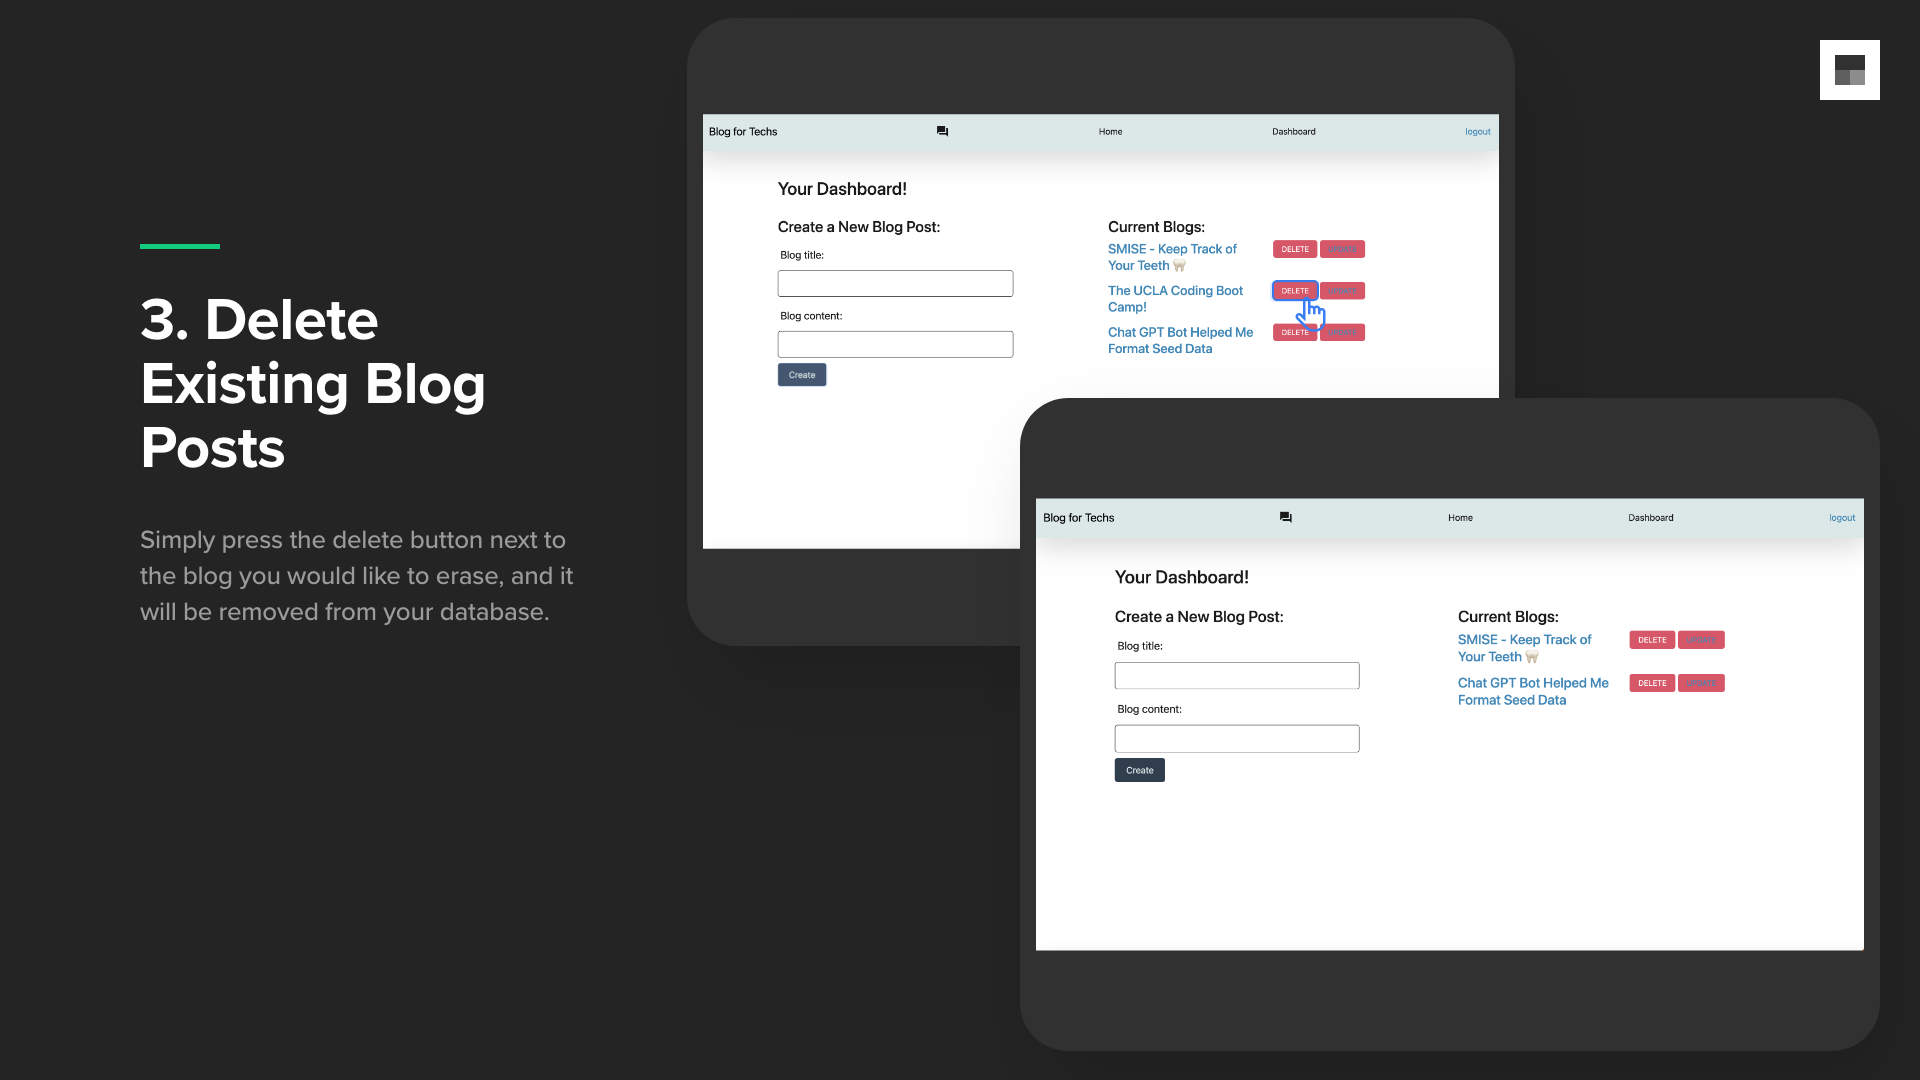 3. Delete
Existing Blog
Posts
Simply press the delete button next to
the blog you would like to erase, and it
will be removed from your database.
Blog for Techs
Home
Dashboard
logout
Your Dashboard!
Create a New Blog Post:
Blog title:
Blog content:
Create
Current Blogs:
SMISE - Keep Track of
Your Teeth 🦷
DELETE UPDATE
The UCLA Coding Boot
Camp!
DELETE UPDATE
Chat GPT Bot Helped Me
Format Seed Data
DELETE UPDATE
Blog for Techs
Home
Dashboard
logout
Your Dashboard!
Create a New Blog Post:
Blog title:
Blog content:
Create
Current Blogs:
SMISE - Keep Track of
Your Teeth 🦷
DELETE UPDATE
Chat GPT Bot Helped Me
Format Seed Data
DELETE UPDATE